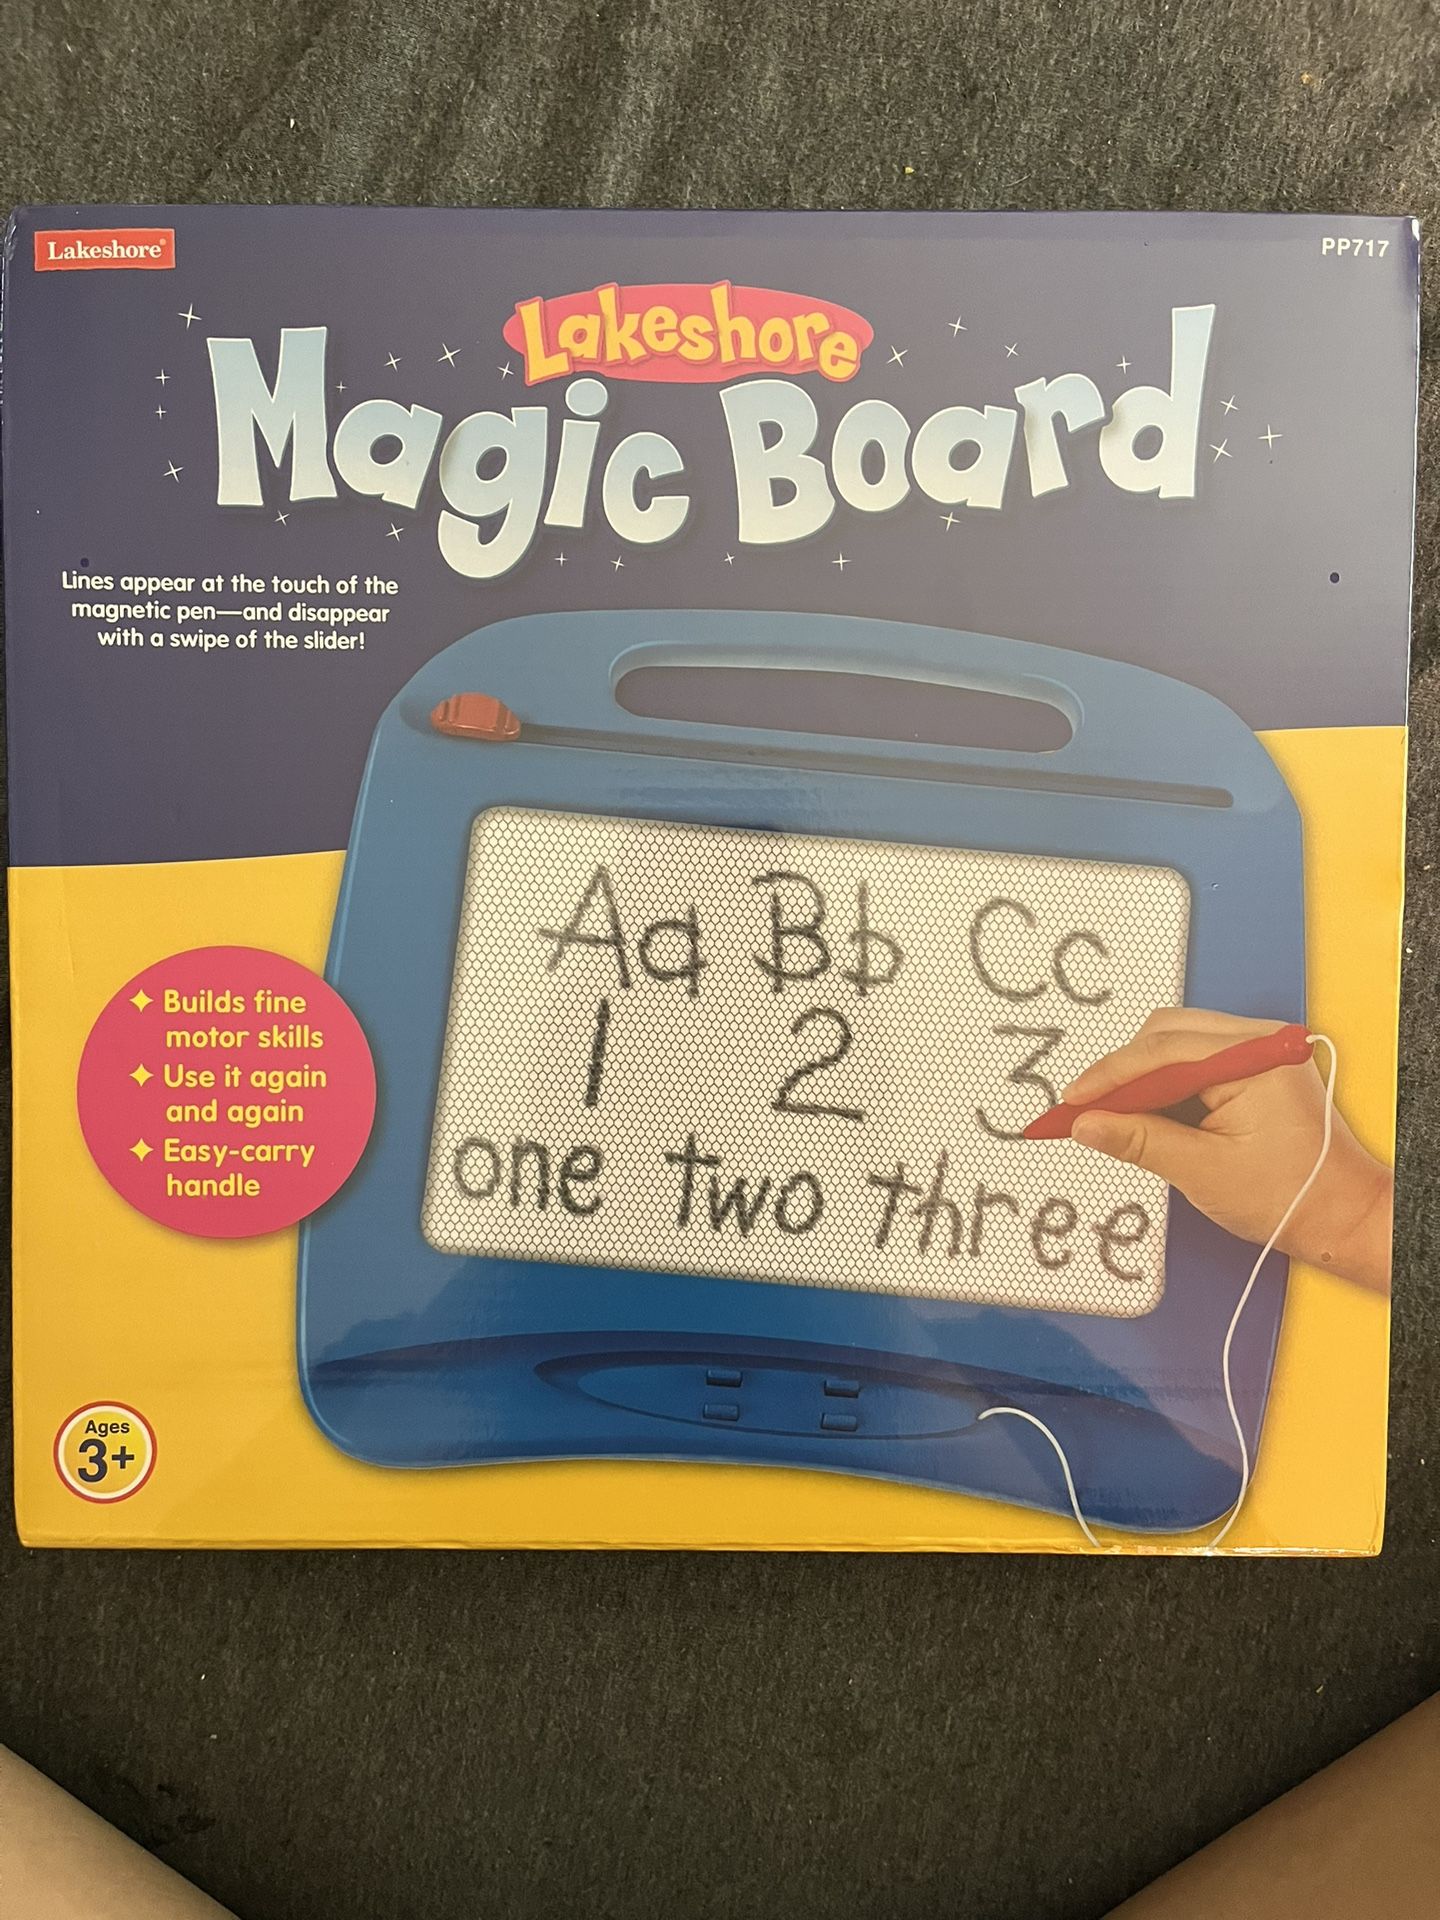 Lakeshore®
PP717
Lakeshore
Magic Board
Lines appear at the touch of the
magnetic pen—and disappear
with a swipe of the slider!
Aa Bb Cc
1 2 3
one two three
Builds fine
motor skills
Use it again
and again
Easy-carry
handle
Ages
3+